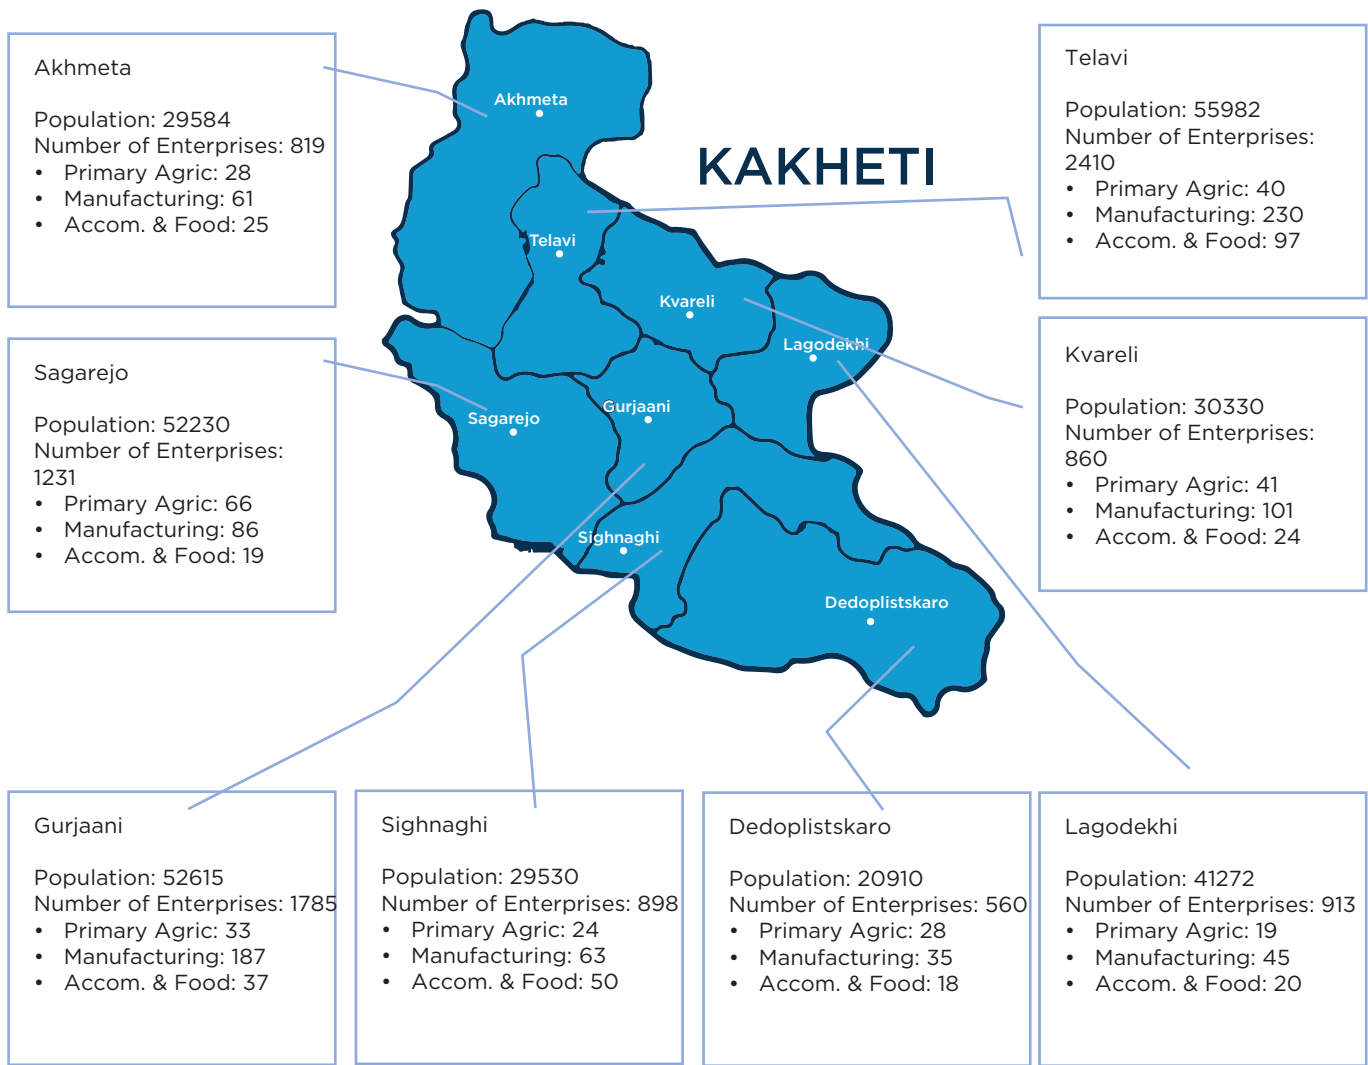 KAKHETI
Akhmeta
Telavi
Kvareli
Lagodekhi
Gurjaani
Sagarejo
Sighnaghi
Dedoplistskaro
Akhmeta
Population: 29584
Number of Enterprises: 819
• Primary Agric: 28
• Manufacturing: 61
• Accom. & Food: 25
Telavi
Population: 55982
Number of Enterprises:
2410
• Primary Agric: 40
• Manufacturing: 230
• Accom. & Food: 97
Sagarejo
Population: 52230
Number of Enterprises:
1231
• Primary Agric: 66
• Manufacturing: 86
• Accom. & Food: 19
Kvareli
Population: 30330
Number of Enterprises:
860
• Primary Agric: 41
• Manufacturing: 101
• Accom. & Food: 24
Gurjaani
Population: 52615
Number of Enterprises: 1785
• Primary Agric: 33
• Manufacturing: 187
• Accom. & Food: 37
Sighnaghi
Population: 29530
Number of Enterprises: 898
• Primary Agric: 24
• Manufacturing: 63
• Accom. & Food: 50
Dedoplistskaro
Population: 20910
Number of Enterprises: 560
• Primary Agric: 28
• Manufacturing: 35
• Accom. & Food: 18
Lagodekhi
Population: 41272
Number of Enterprises: 913
• Primary Agric: 19
• Manufacturing: 45
• Accom. & Food: 20